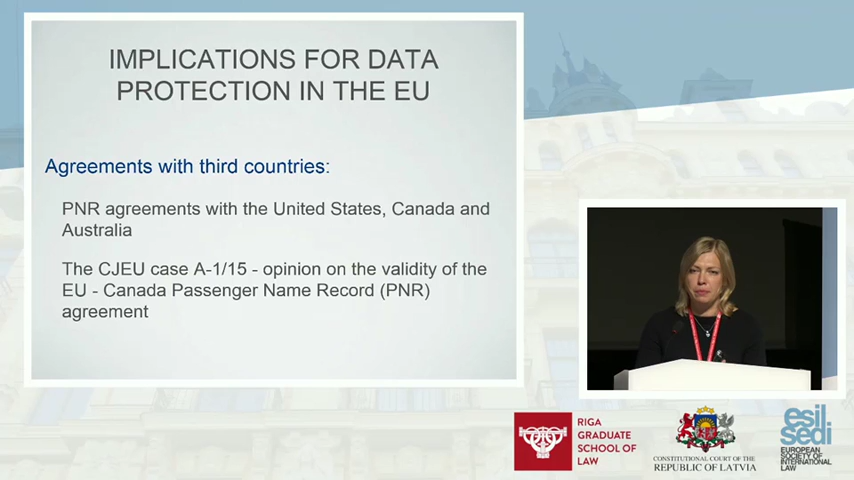 IMPLICATIONS FOR DATA
PROTECTION IN THE EU
Agreements with third countries:
PNR agreements with the United States, Canada and
Australia
The CJEU case A-1/15 - opinion on the validity of the
EU - Canada Passenger Name Record (PNR)
agreement
RIGA
GRADUATE
SCHOOL OF
LAW
CONSTITUTIONAL COURT OF THE
REPUBLIC OF LATVIA
esil
sedi
EUROPEAN
SOCIETY OF
INTERNATIONAL
LAW